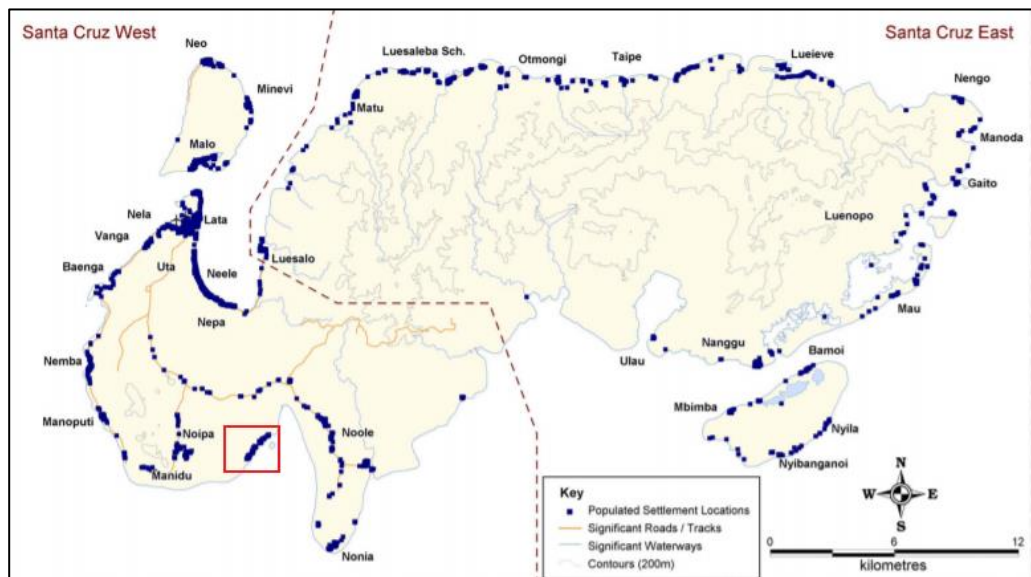 Santa Cruz West
Santa Cruz East
Neo
Luesaleba Sch.
Otmongi
Taipe
Lueieve
Minevi
Nengo
Matu
Manoda
Malo
Gaito
Nela
Lata
Luenopo
Vanga
Baenga
Uta
Neele
Luesalo
Nepa
Mau
Nemba
Ulau
Nanggu
Bamoi
Manoputi
Mbimba
Noipa
Noole
Nyila
Manidu
Nyibanganoi
Nonia
Key
Populated Settlement Locations
Significant Roads / Tracks
Significant Waterways
Contours (200m)
N
W
E
S
0
6
12
kilometres